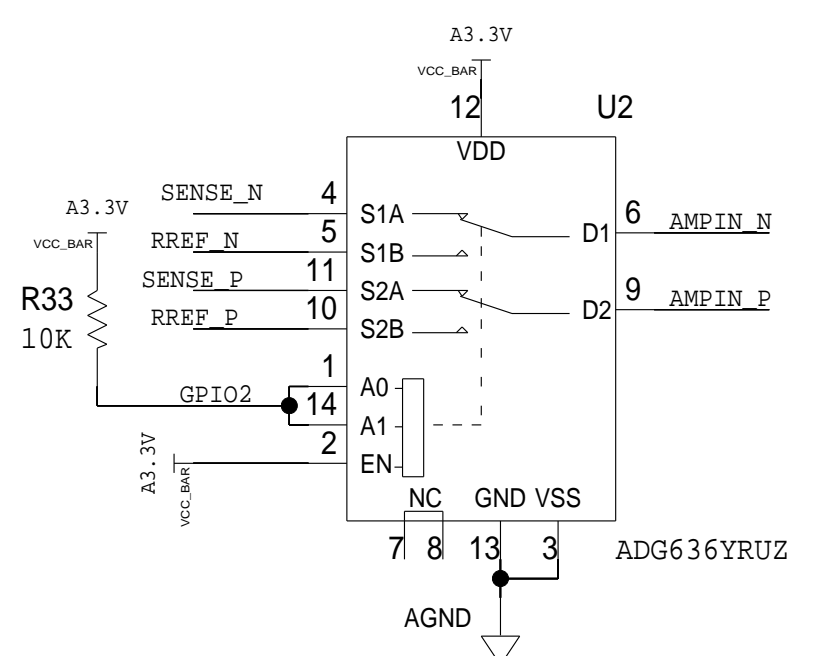 A3.3V
VCC_BAR
12
U2
VDD
SENSE_N
4
S1A
A3.3V
VCC_BAR
RREF_N
5
S1B
D1
6
AMPIN_N
SENSE_P
11
S2A
R33
10K
RREF_P
10
S2B
D2
9
AMPIN_P
1
A0
GPIO2
14
A1
2
EN
A3.3V
VCC_BAR
NC
GND
VSS
7
8
13
3
ADG636YRUZ
AGND